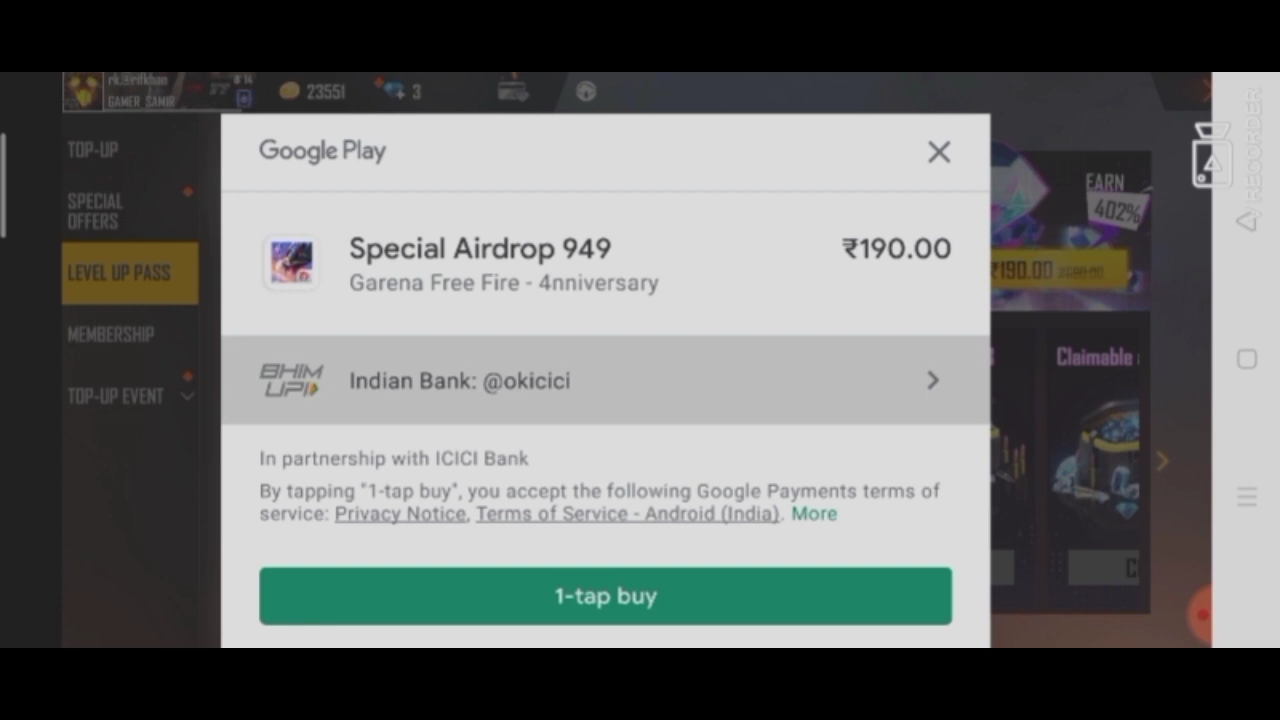 GAMER SAMIR
23551
3
TOP-UP
SPECIAL
OFFERS
LEVEL UP PASS
MEMBERSHIP
TOP-UP EVENT
Google Play
Special Airdrop 949
₹190.00
Garena Free Fire - 4nniversary
BHIM
UPI
Indian Bank: @okicici
In partnership with ICICI Bank
By tapping "1-tap buy", you accept the following Google Payments terms of
service: Privacy Notice, Terms of Service - Android (India). More
1-tap buy
EARN
402%
₹190.00
Claimable
RECORDER